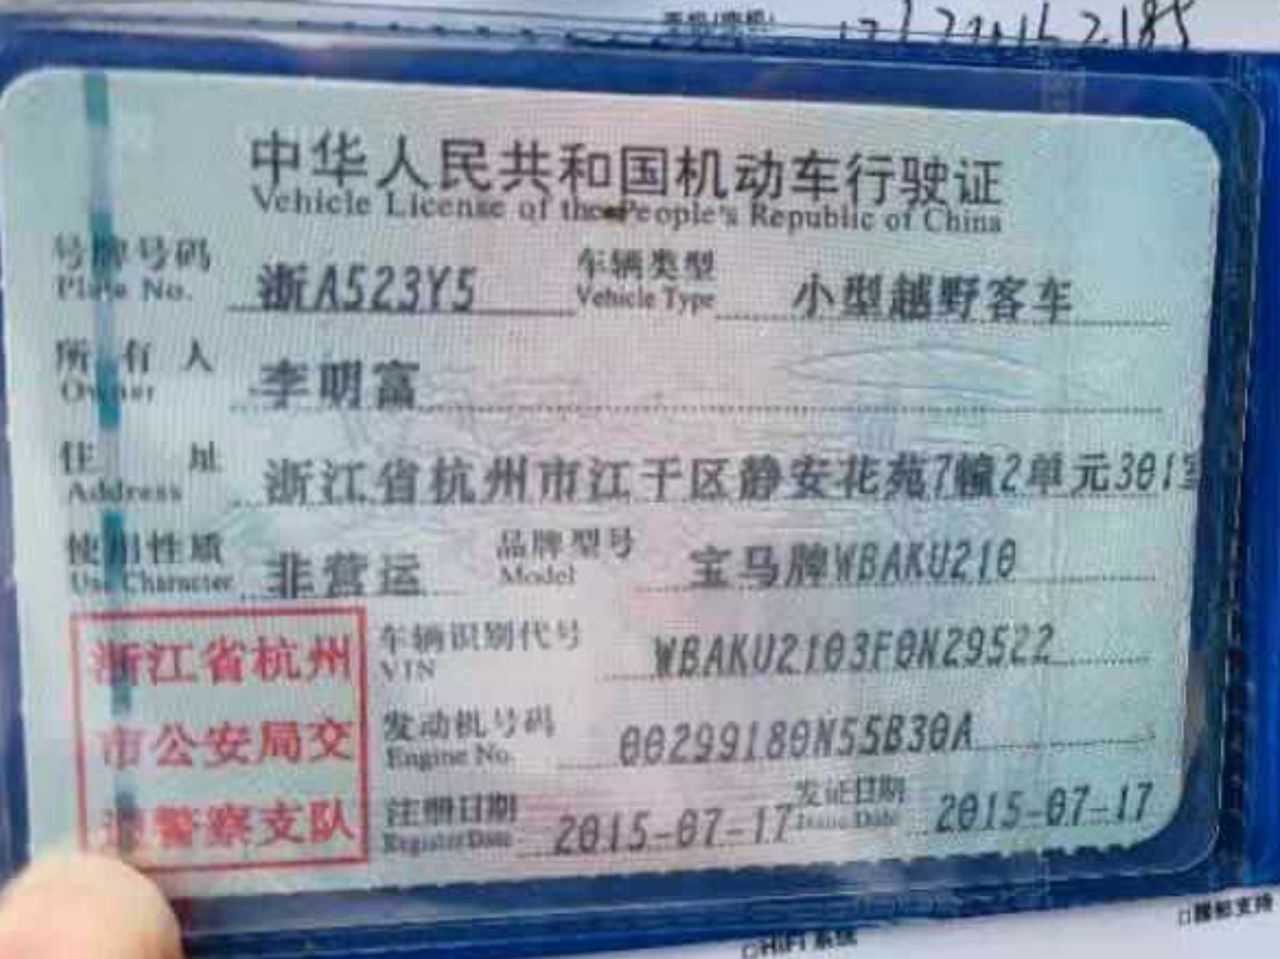 中华人民共和国机动车行驶证
Vehicle License of the People's Republic of China
号牌号码 浙A523Y5 车辆类型 小型越野客车
Plate No. Vehicle Type
所有人 李明富
Owner
住址 浙江省杭州市江干区静安花苑7幢2单元301室
Address
使用性质 非营运 品牌型号 宝马牌WBAKU210
Use Character Model
浙江省杭州
市公安局交
通警察支队
车辆识别代号 WBAKU2103F0N29522
VIN
发动机号码 00299180N55B30A
Engine No.
注册日期 2015-07-17 发证日期 2015-07-17
Register Date Issue Date
□HIFI 系统